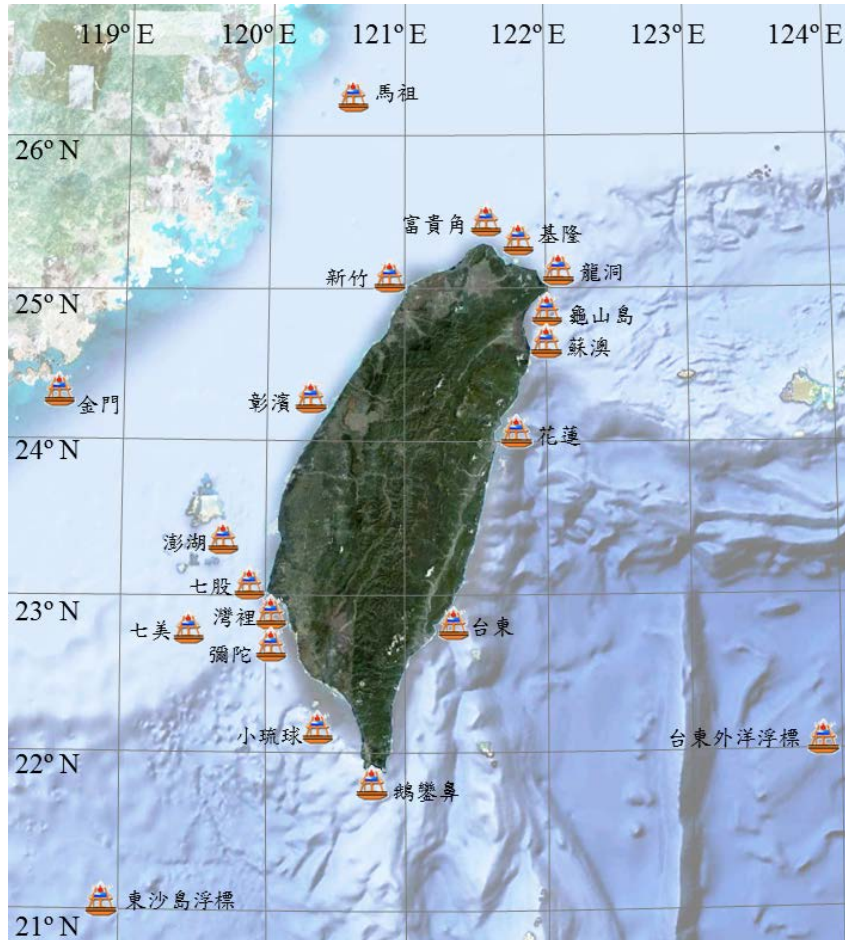 119° E 120° E 121° E 122° E 123° E 124° E
馬祖
26° N
富貴角
基隆
龍洞
新竹
25° N
龜山島
蘇澳
金門
彰濱
花蓮
24° N
澎湖
七股
23° N
灣裡
七美
台東
彌陀
小琉球
台東外洋浮標
22° N
鵝鑾鼻
東沙島浮標
21° N